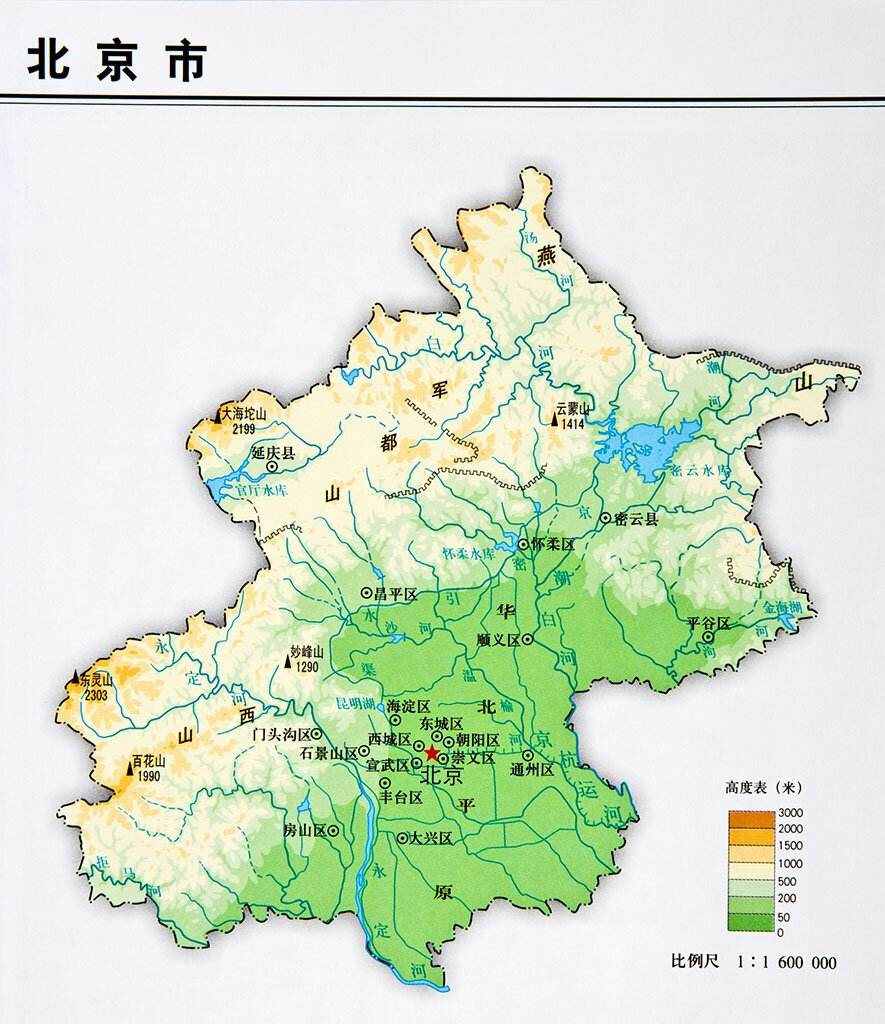 北京市
汤
河
燕
白
河
潮
河
山
军
都
山
大海坨山
2199
云蒙山
1414
延庆县
官厅水库
密云水库
京
密云县
怀柔水库
怀柔区
密
昌平区
引
水
沙
河
渠
华
潮
白
河
顺义区
平谷区
金海湖
洵
河
妙峰山
1290
永
定
河
东灵山
2303
西
山
温
榆
河
昆明湖
海淀区
北
东城区
门头沟区
西城区
朝阳区
石景山区
宣武区
崇文区
北京
通州区
京
杭
运
河
百花山
1990
丰台区
平
房山区
大兴区
原
拒
马
河
永
定
河
高度表（米）
3000
2000
1500
1000
500
200
50
0
比例尺 1：1 600 000